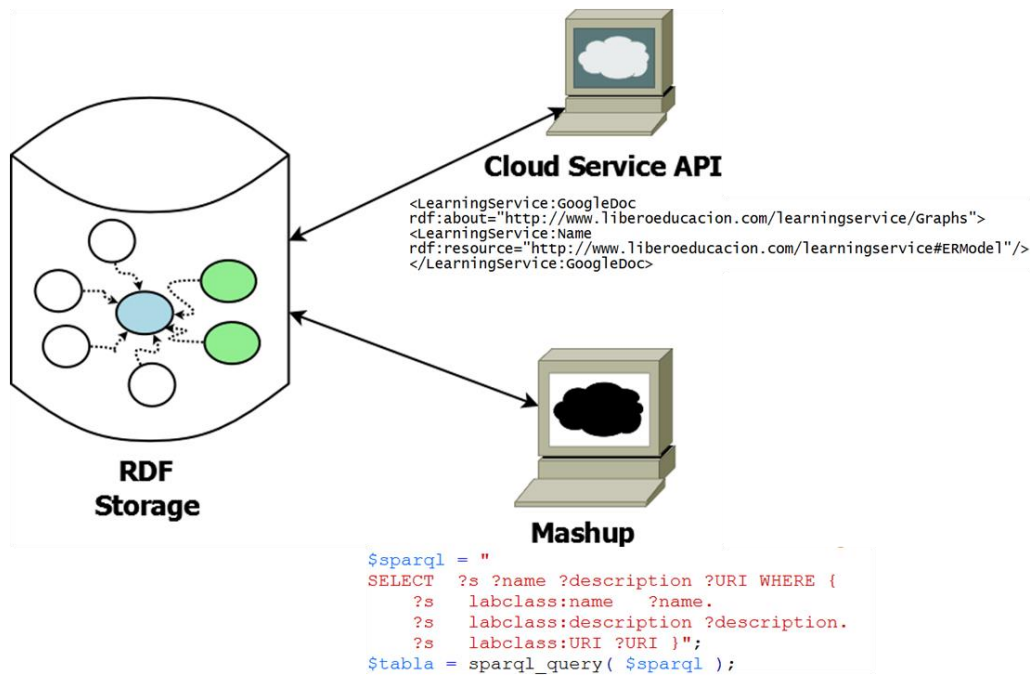 Cloud Service API
<LearningService:GoogleDoc
rdf:about="http://www.liberoeducacion.com/learningservice/Graphs">
<LearningService:Name
rdf:resource="http://www.liberoeducacion.com/learningservice#ERModel"/>
</LearningService:GoogleDoc>
RDF
Storage
Mashup
$sparql = "
SELECT ?s ?name ?description ?URI WHERE {
?s labclass:name ?name.
?s labclass:description ?description.
?s labclass:URI ?URI }";
$tabla = sparql_query( $sparql );